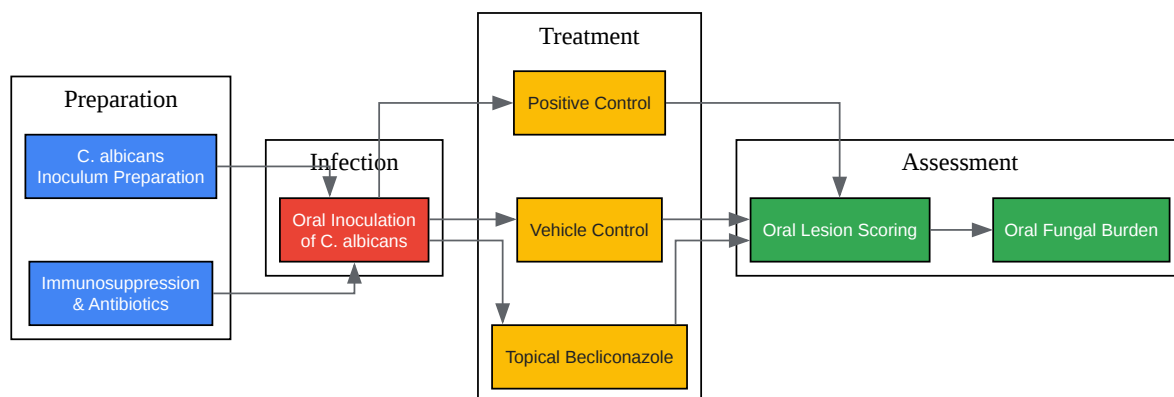 Preparation
C. albicans
Inoculum Preparation
Immunosuppression
& Antibiotics
Infection
Oral Inoculation
of C. albicans
Treatment
Positive Control
Vehicle Control
Topical Becliconazole
Assessment
Oral Lesion Scoring
Oral Fungal Burden